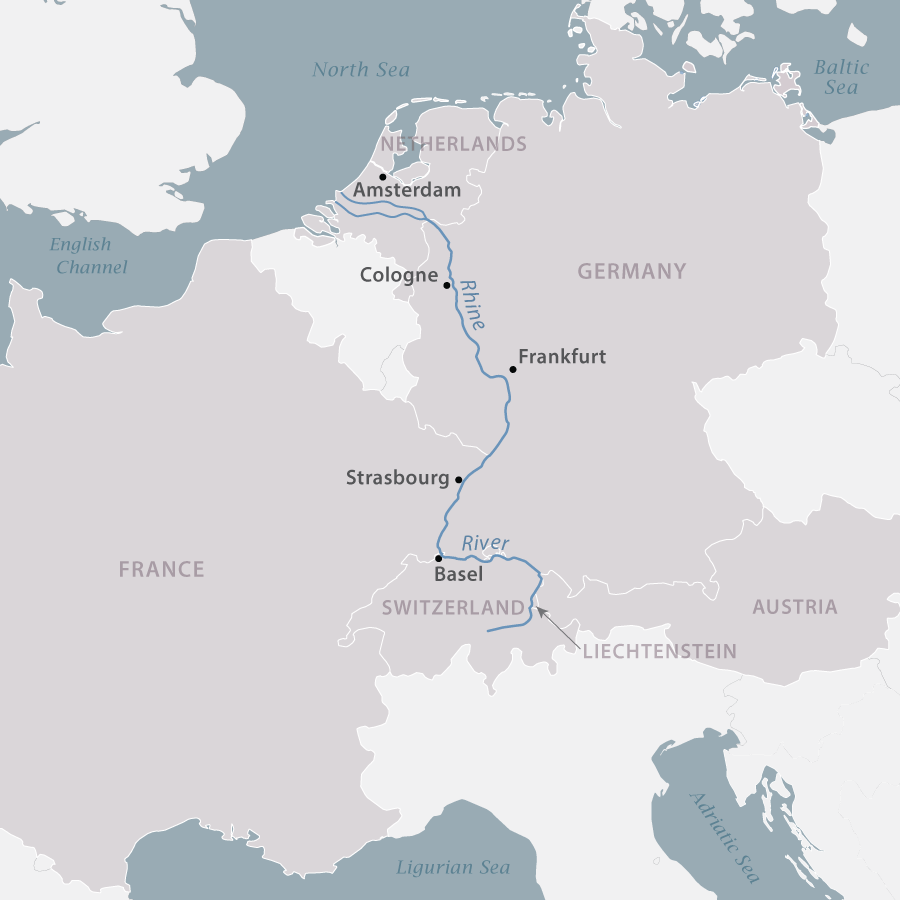 North Sea
Baltic
Sea
NETHERLANDS
Amsterdam
English
Channel
Cologne
GERMANY
Rhine
Frankfurt
Strasbourg
River
FRANCE
Basel
SWITZERLAND
AUSTRIA
LIECHTENSTEIN
Adriatic Sea
Ligurian Sea